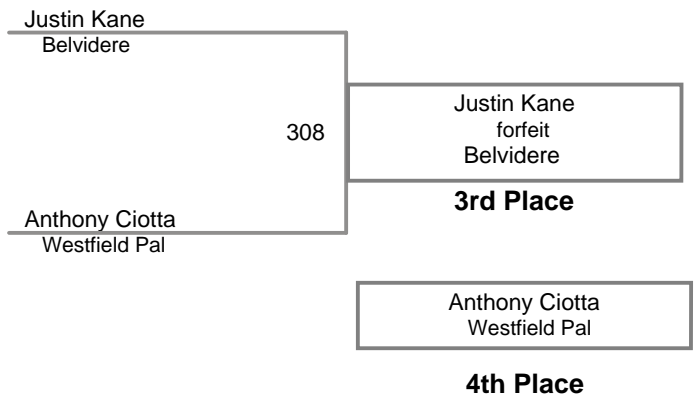 Justin Kane
Belvidere
308
Justin Kane
forfeit
Belvidere
3rd Place
Anthony Ciotta
Westfield Pal
Anthony Ciotta
Westfield Pal
4th Place